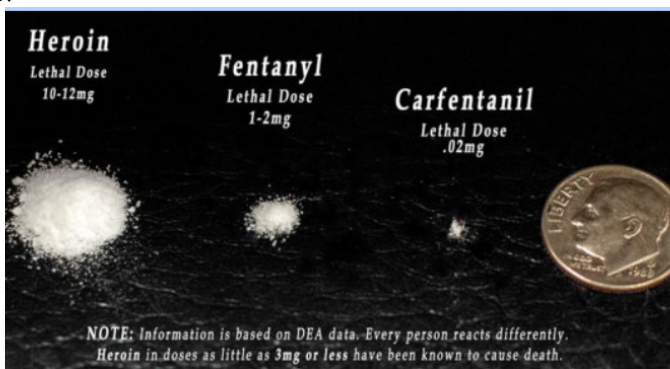 Heroin
Lethal Dose
10-12mg
Fentanyl
Lethal Dose
1-2mg
Carfentanil
Lethal Dose
.02mg
LIBERTY
NOTE: Information is based on DEA data. Every person reacts differently.
Heroin in doses as little as 3mg or less have been known to cause death.